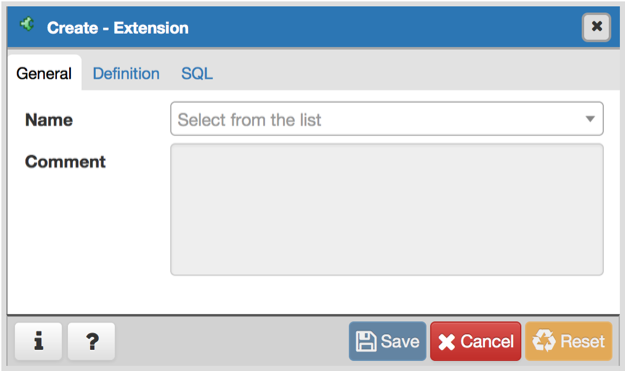 Create - Extension
General Definition SQL
Name Select from the list
Comment
i ? Save Cancel Reset